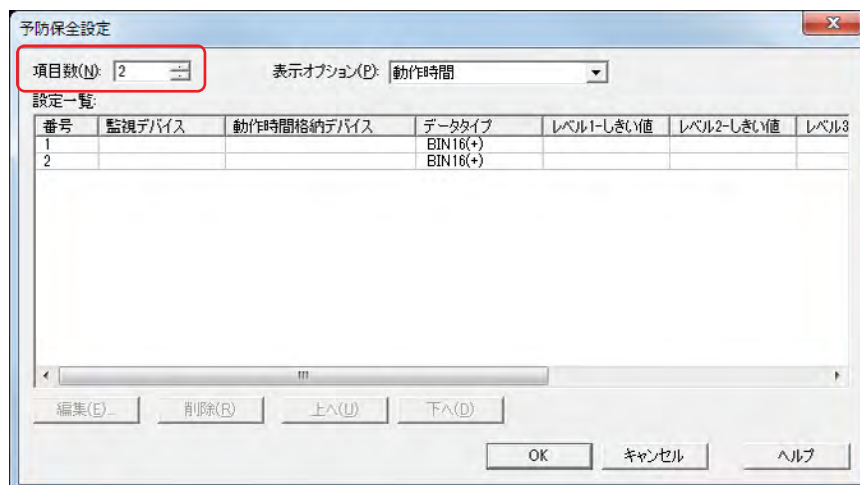 予防保全設定
項目数(N): 2 表示オプション(P): 動作時間
設定一覧:
番号 監視デバイス 動作時間格納デバイス データタイプ レベル1-しきい値 レベル2-しきい値 レベル3
1 BIN16(+)
2 BIN16(+)
編集(E)... 削除(R) 上へ(U) 下へ(D)
OK キャンセル ヘルプ